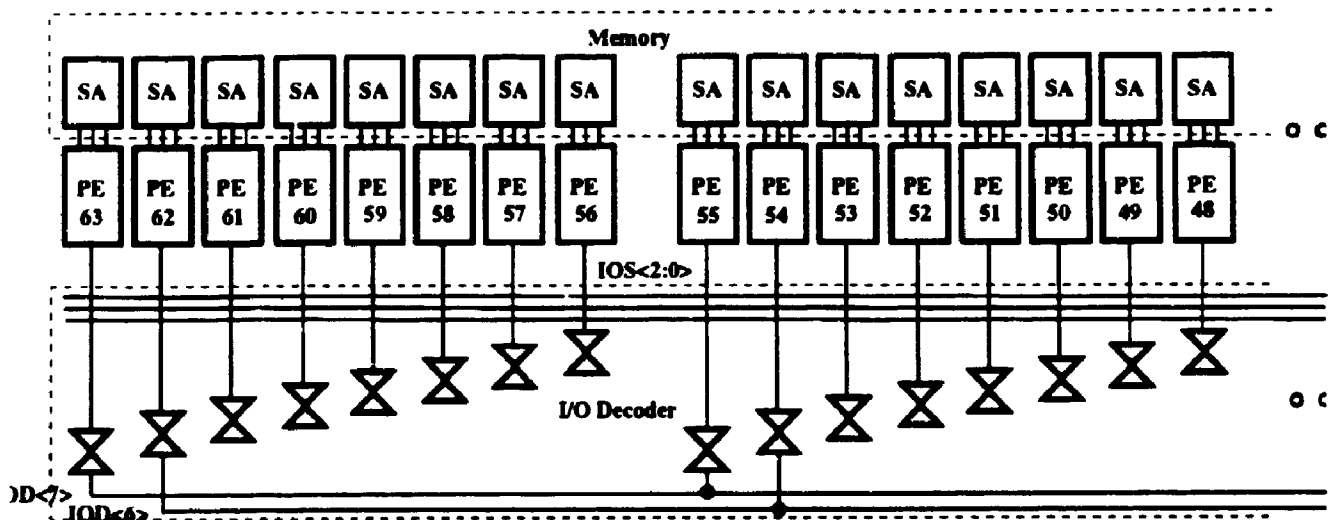 Memory
SA SA SA SA SA SA SA SA SA SA SA SA SA SA SA SA
PE PE PE PE PE PE PE PE PE PE PE PE PE PE PE PE
63 62 61 60 59 58 57 56 55 54 53 52 51 50 49 48
IOS<2:0>
I/O Decoder
OD<7>
IOD<6>